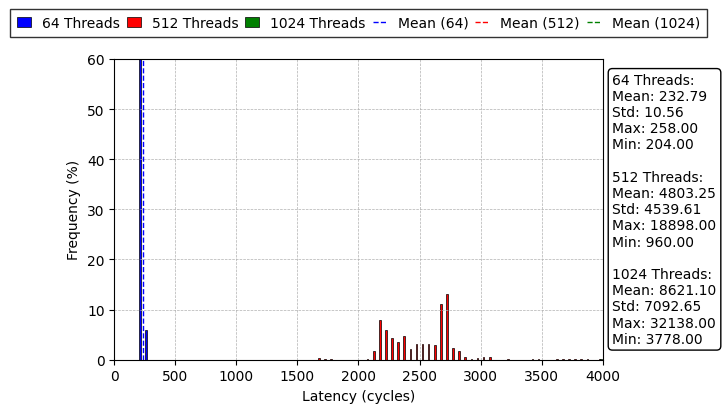 64 Threads 512 Threads 1024 Threads Mean (64) Mean (512) Mean (1024)
60
50
40
30
20
10
0
Frequency (%)
0 500 1000 1500 2000 2500 3000 3500 4000
Latency (cycles)
64 Threads:
Mean: 232.79
Std: 10.56
Max: 258.00
Min: 204.00
512 Threads:
Mean: 4803.25
Std: 4539.61
Max: 18898.00
Min: 960.00
1024 Threads:
Mean: 8621.10
Std: 7092.65
Max: 32138.00
Min: 3778.00